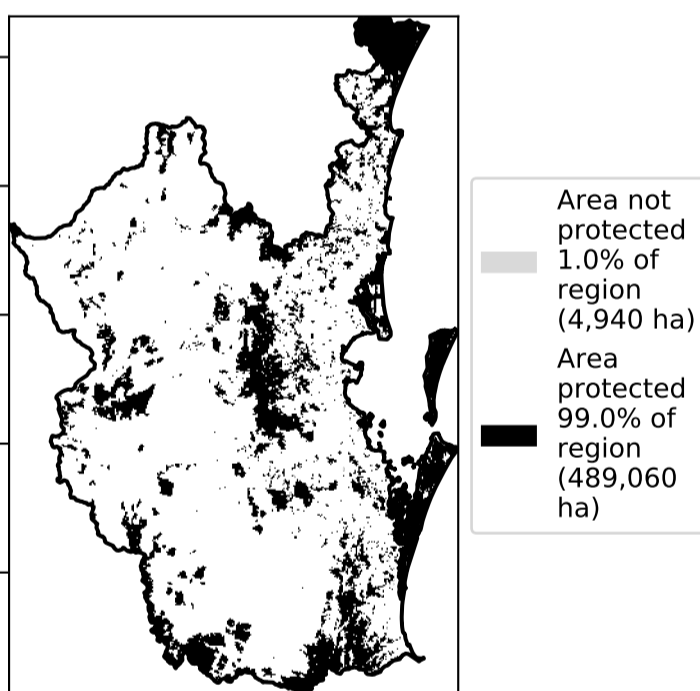 Area not
protected
1.0% of
region
(4,940 ha)
Area
protected
99.0% of
region
(489,060
ha)